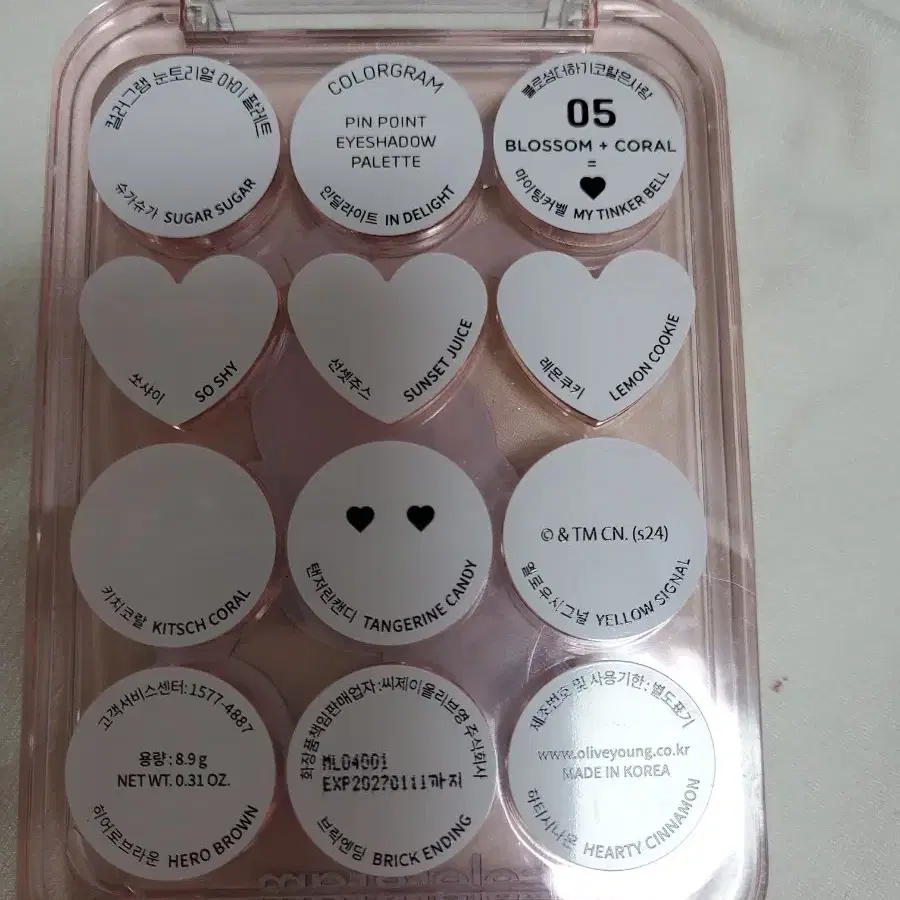 컬러그램 눈토리얼 아이 팔레트
슈가슈가 SUGAR SUGAR
COLORGRAM
PIN POINT
EYESHADOW
PALETTE
인딜라이트 IN DELIGHT
블로섬더하기코랄은사랑
05
BLOSSOM + CORAL
=
♥
마이팅커벨 MY TINKER BELL
쏘샤이 SO SHY
선셋주스 SUNSET JUICE
레몬쿠키 LEMON COOKIE
키치코랄 KITSCH CORAL
♥ ♥
탠저린캔디 TANGERINE CANDY
© & TM CN. (s24)
옐로우시그널 YELLOW SIGNAL
고객서비스센터: 1577-4887
용량 : 8.9 g
NET WT. 0.31 OZ.
히어로브라운 HERO BROWN
화장품책임판매업자 : 씨제이올리브영 주식회사
ML04001
EXP20270111까지
브릭엔딩 BRICK ENDING
제조번호 및 사용기한 : 별도표기
www.oliveyoung.co.kr
MADE IN KOREA
하티시나몬 HEARTY CINNAMON
colorgram